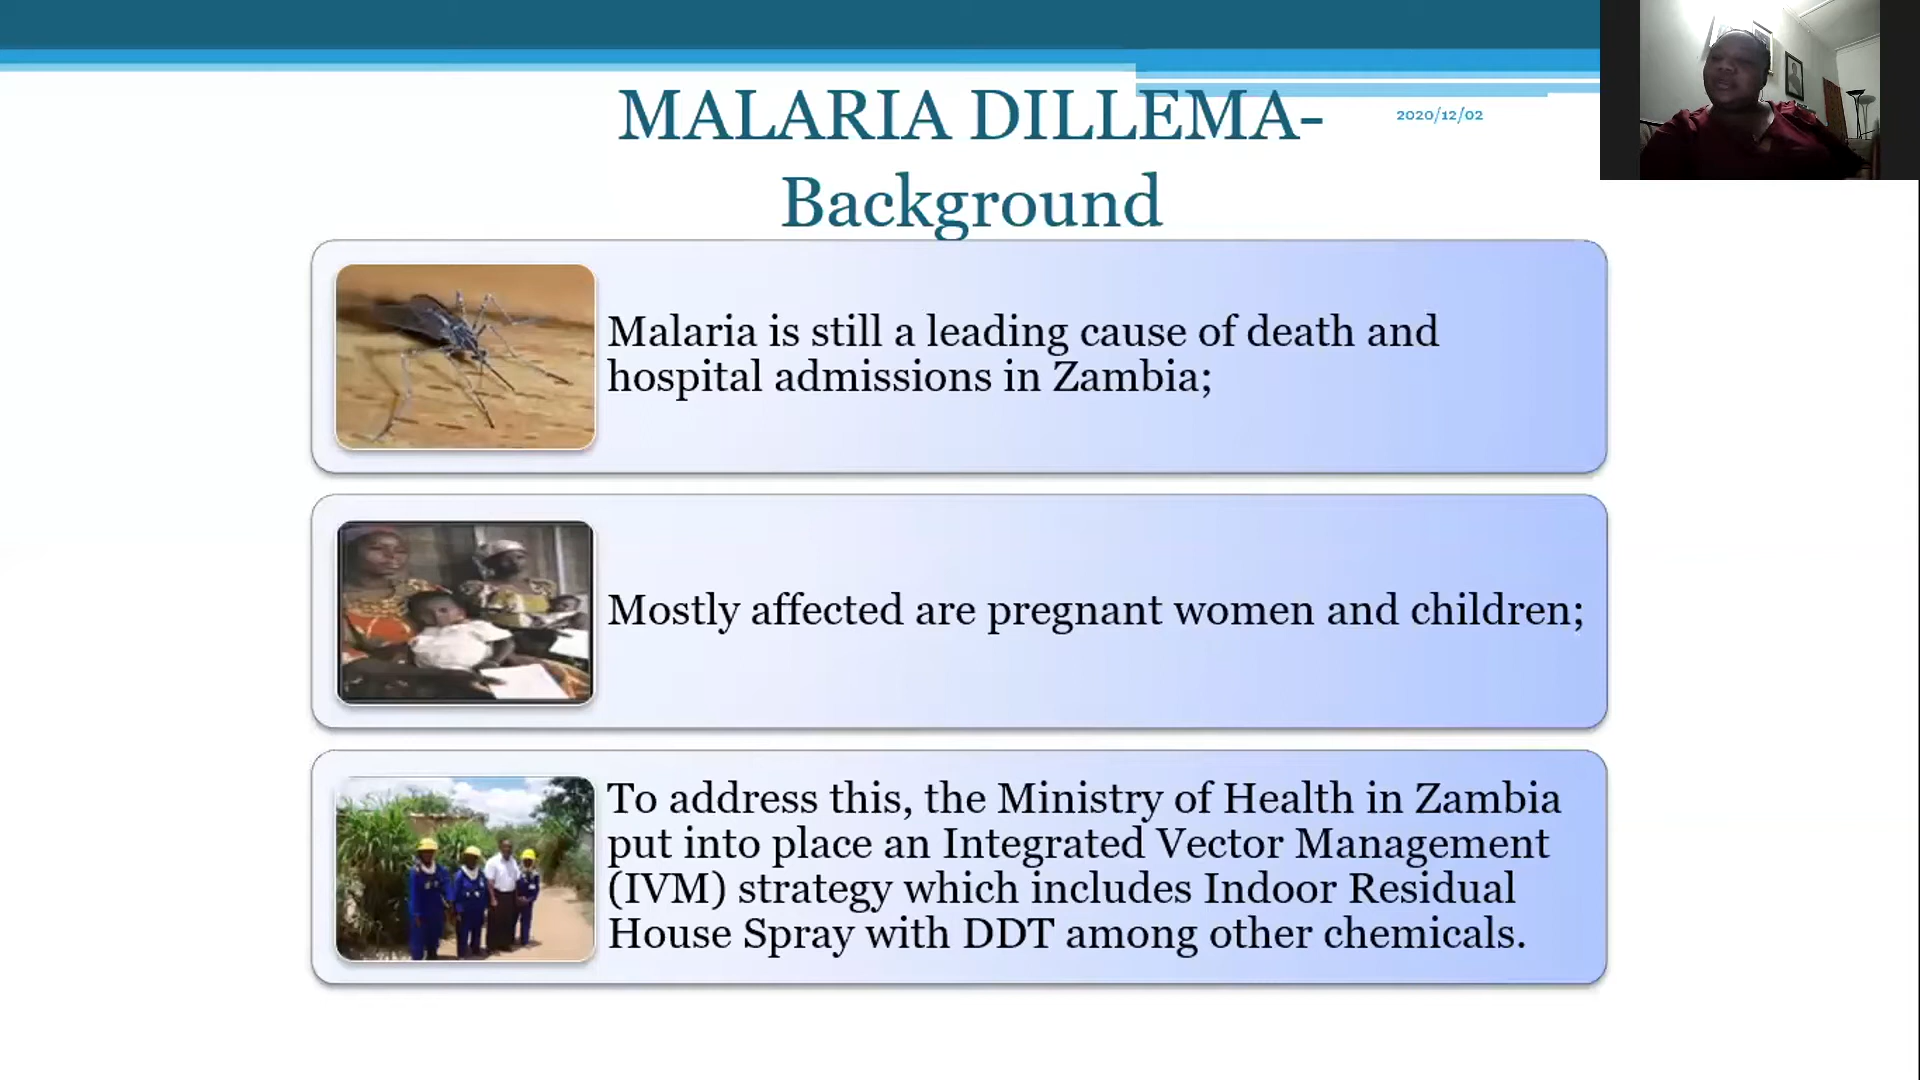 MALARIA DILLEMA-
Background
2020/12/02
Malaria is still a leading cause of death and
hospital admissions in Zambia;
Mostly affected are pregnant women and children;
To address this, the Ministry of Health in Zambia
put into place an Integrated Vector Management
(IVM) strategy which includes Indoor Residual
House Spray with DDT among other chemicals.